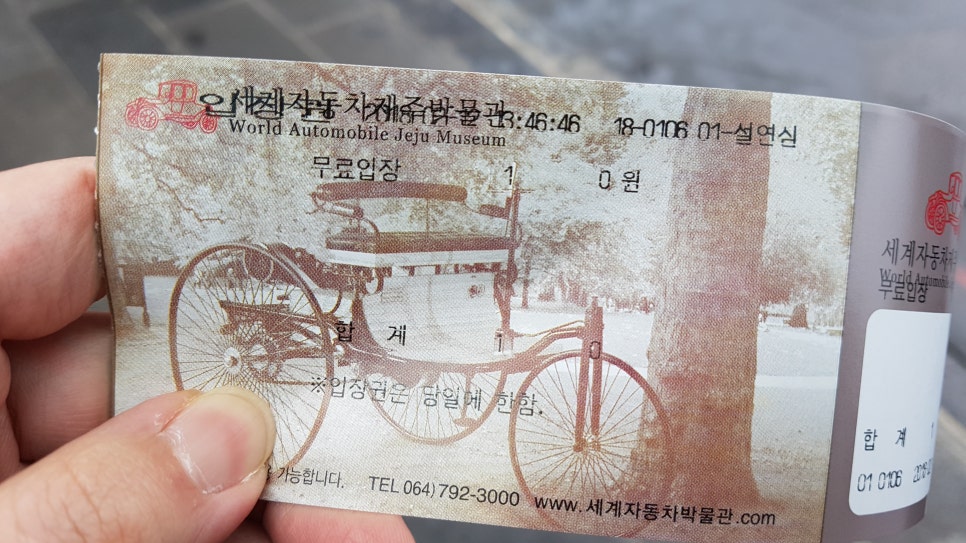 세계자동차제주박물관
13:46:46 18-0106 01-설연심
World Automobile Jeju Museum
무료입장 1 0 원
합 계 1 0
※입장권은 당일에 한함.
가능합니다. TEL 064)792-3000 www.세계자동차박물관.com
세계자동차
World Automobile
무료입장
합 계 1
01 0106